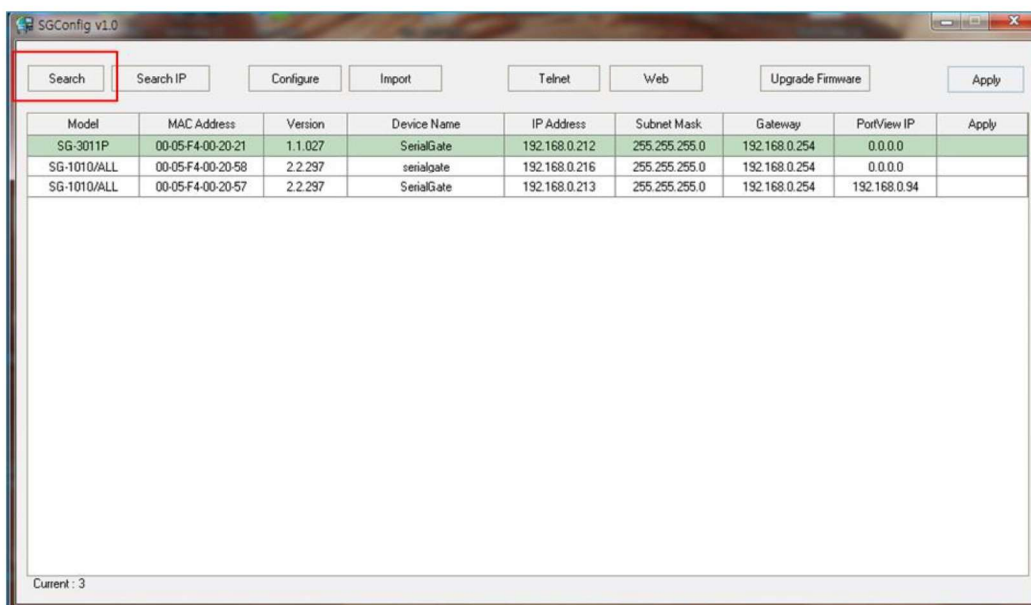 SGConfig v1.0
Search Search IP Configure Import Telnet Web Upgrade Firmware Apply
Model MAC Address Version Device Name IP Address Subnet Mask Gateway PortView IP Apply
SG-3011P 00-05-F4-00-20-21 1.1.027 SerialGate 192.168.0.212 255.255.255.0 192.168.0.254 0.0.0.0
SG-1010/ALL 00-05-F4-00-20-58 2.2.297 serialgate 192.168.0.216 255.255.255.0 192.168.0.254 0.0.0.0
SG-1010/ALL 00-05-F4-00-20-57 2.2.297 SerialGate 192.168.0.213 255.255.255.0 192.168.0.254 192.168.0.94
Current : 3